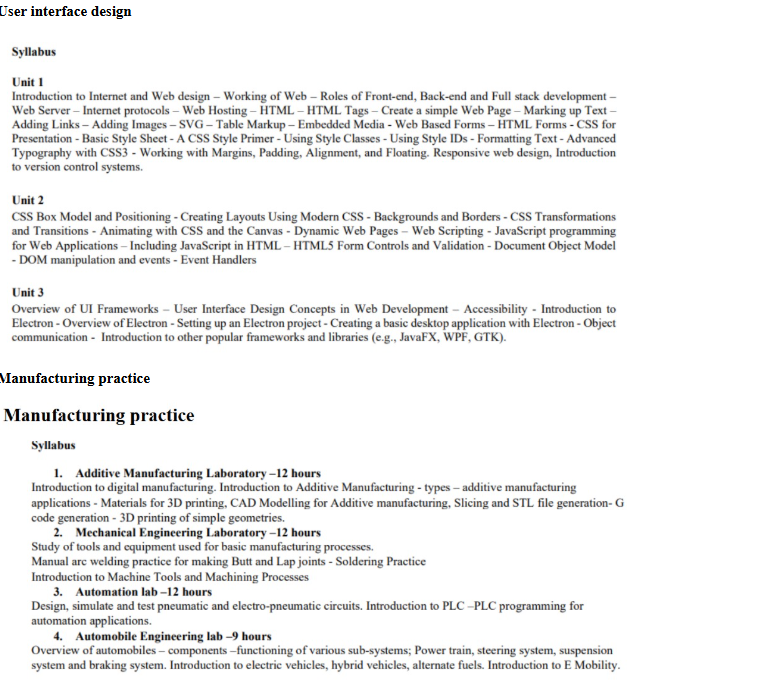 User interface design
Syllabus
Unit 1
Introduction to Internet and Web design – Working of Web – Roles of Front-end, Back-end and Full stack development –
Web Server – Internet protocols – Web Hosting – HTML – HTML Tags – Create a simple Web Page – Marking up Text –
Adding Links – Adding Images – SVG – Table Markup – Embedded Media - Web Based Forms – HTML Forms - CSS for
Presentation - Basic Style Sheet - A CSS Style Primer - Using Style Classes - Using Style IDs - Formatting Text - Advanced
Typography with CSS3 - Working with Margins, Padding, Alignment, and Floating. Responsive web design, Introduction
to version control systems.
Unit 2
CSS Box Model and Positioning - Creating Layouts Using Modern CSS - Backgrounds and Borders - CSS Transformations
and Transitions - Animating with CSS and the Canvas - Dynamic Web Pages – Web Scripting - JavaScript programming
for Web Applications – Including JavaScript in HTML – HTML5 Form Controls and Validation - Document Object Model
- DOM manipulation and events - Event Handlers
Unit 3
Overview of UI Frameworks – User Interface Design Concepts in Web Development – Accessibility - Introduction to
Electron - Overview of Electron - Setting up an Electron project - Creating a basic desktop application with Electron - Object
communication - Introduction to other popular frameworks and libraries (e.g., JavaFX, WPF, GTK).
Manufacturing practice
Manufacturing practice
Syllabus
1. Additive Manufacturing Laboratory –12 hours
Introduction to digital manufacturing. Introduction to Additive Manufacturing - types – additive manufacturing
applications - Materials for 3D printing, CAD Modelling for Additive manufacturing, Slicing and STL file generation- G
code generation - 3D printing of simple geometries.
2. Mechanical Engineering Laboratory –12 hours
Study of tools and equipment used for basic manufacturing processes.
Manual arc welding practice for making Butt and Lap joints - Soldering Practice
Introduction to Machine Tools and Machining Processes
3. Automation lab –12 hours
Design, simulate and test pneumatic and electro-pneumatic circuits. Introduction to PLC –PLC programming for
automation applications.
4. Automobile Engineering lab –9 hours
Overview of automobiles – components –functioning of various sub-systems; Power train, steering system, suspension
system and braking system. Introduction to electric vehicles, hybrid vehicles, alternate fuels. Introduction to E Mobility.